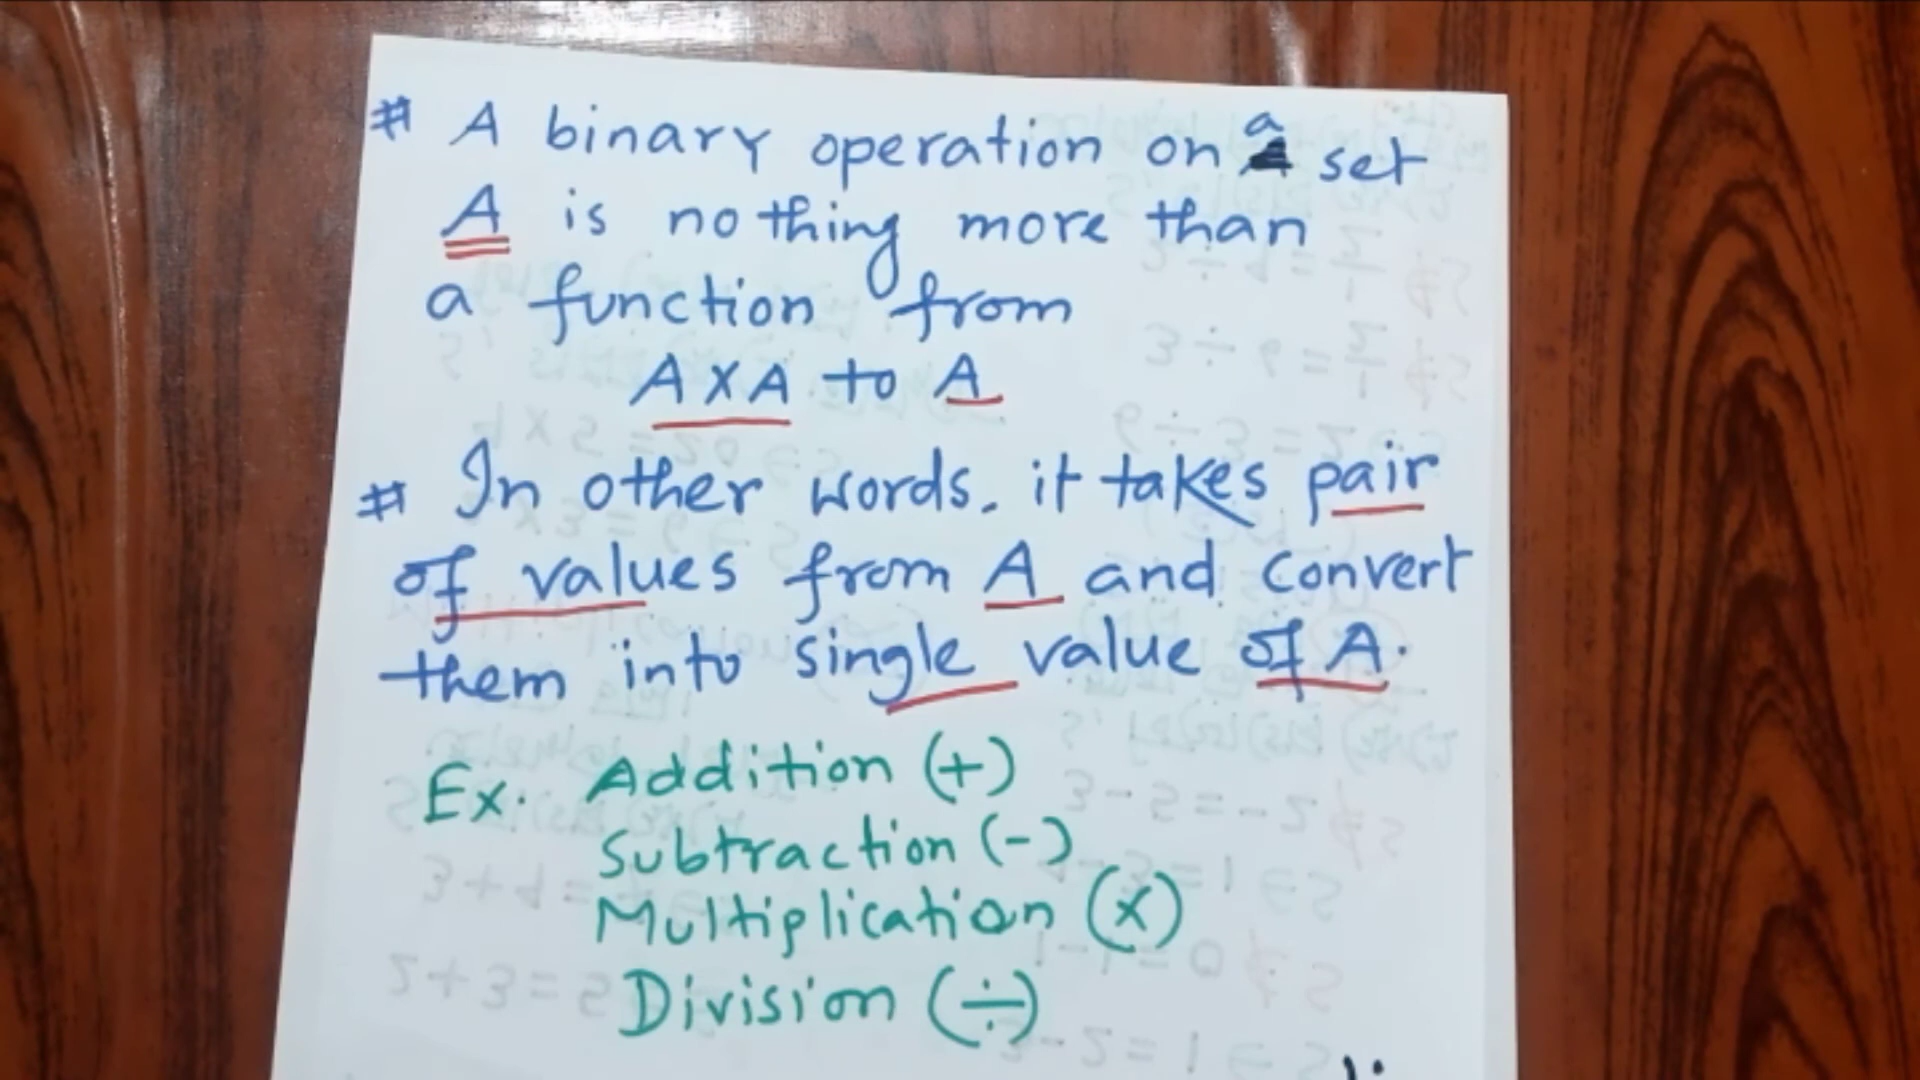 # A binary operation on a set
A is nothing more than
a function from
A X A to A
# In other words, it takes pair
of values from A and convert
them into single value of A.
Ex. Addition (+)
Subtraction (-)
Multiplication (x)
Division (÷)